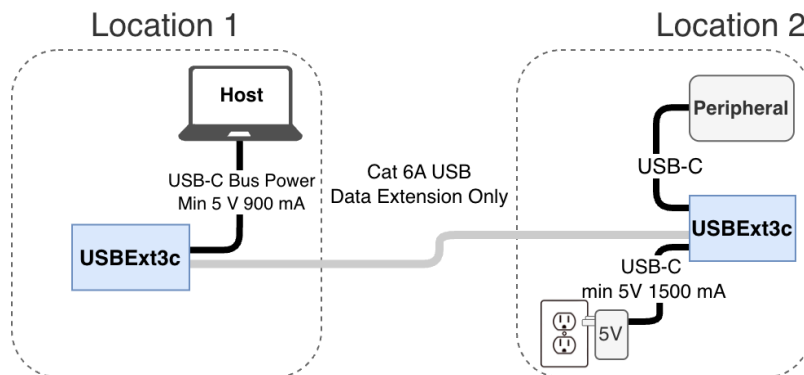 Location 1
Location 2
Host
Peripheral
USB-C Bus Power
Min 5 V 900 mA
Cat 6A USB
Data Extension Only
USB-C
USBExt3c
USBExt3c
USB-C
min 5V 1500 mA
5V